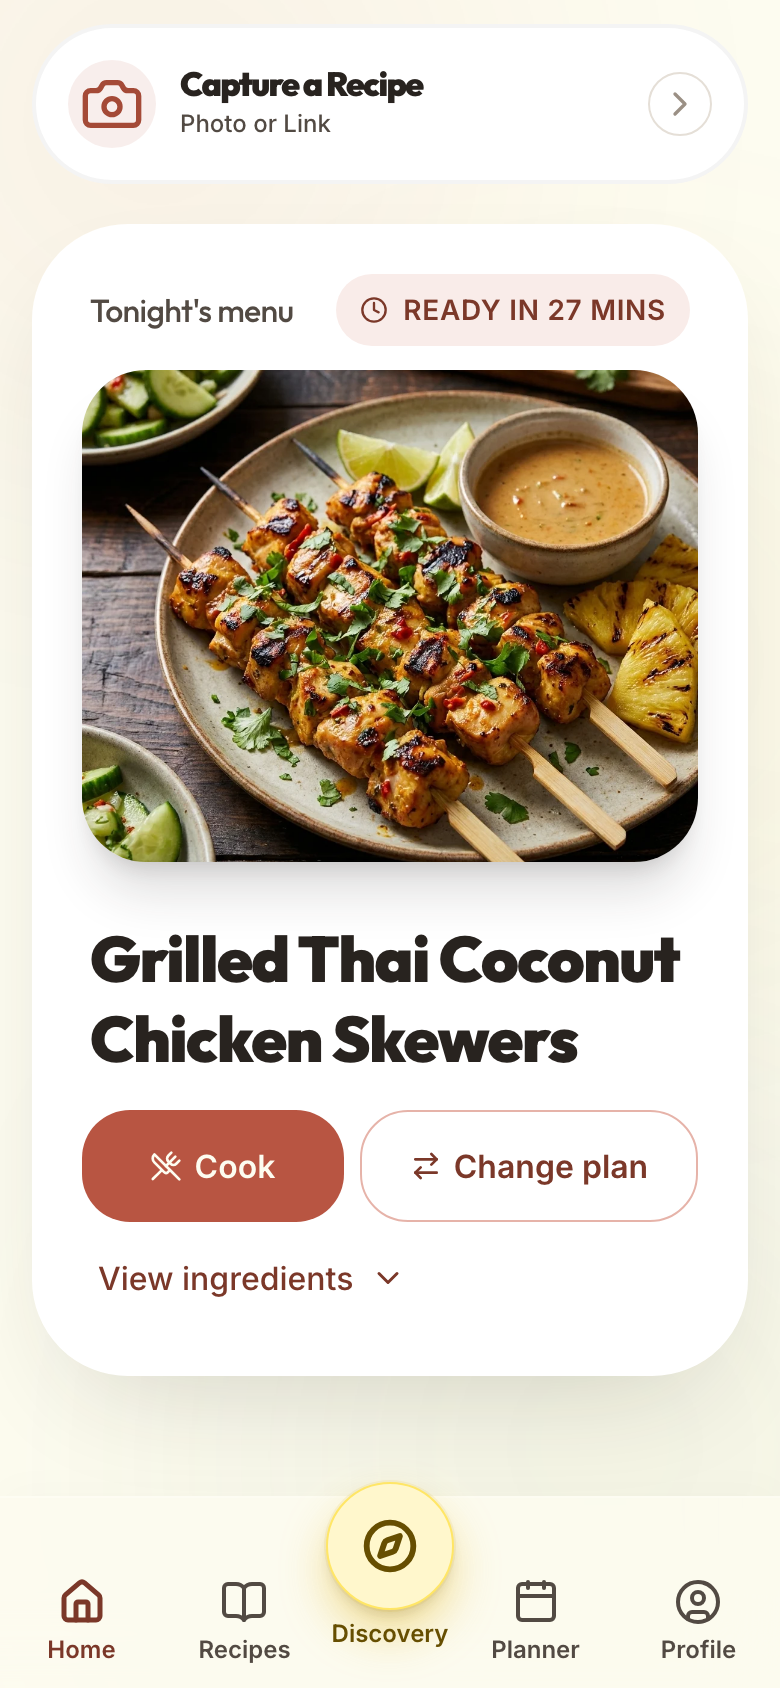 Capture a Recipe
Photo or Link
Tonight's menu
READY IN 27 MINS
Grilled Thai Coconut
Chicken Skewers
Cook
Change plan
View ingredients
Home
Recipes
Discovery
Planner
Profile